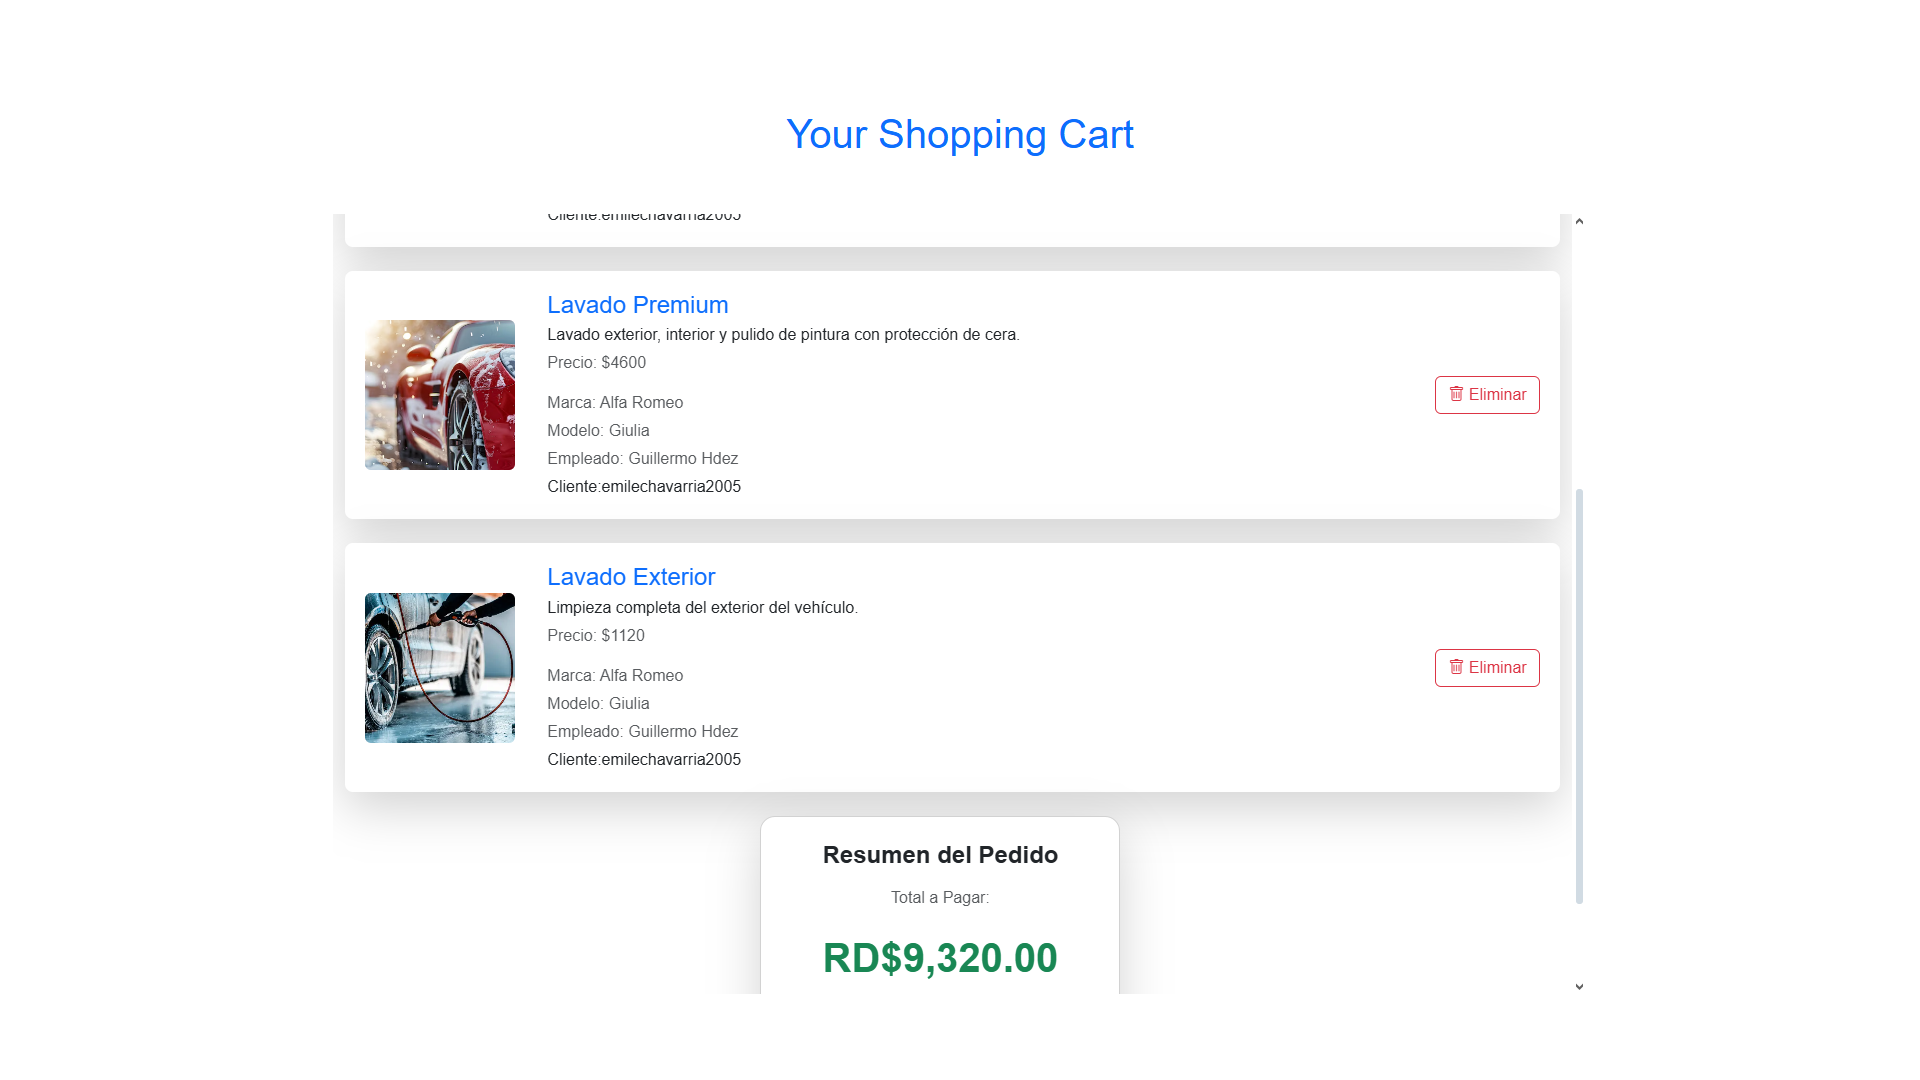 Your Shopping Cart
Cliente:emilechavarria2005
Lavado Premium
Lavado exterior, interior y pulido de pintura con protección de cera.
Precio: $4600
Marca: Alfa Romeo
Modelo: Giulia
Empleado: Guillermo Hdez
Cliente:emilechavarria2005
Eliminar
Lavado Exterior
Limpieza completa del exterior del vehículo.
Precio: $1120
Marca: Alfa Romeo
Modelo: Giulia
Empleado: Guillermo Hdez
Cliente:emilechavarria2005
Eliminar
Resumen del Pedido
Total a Pagar:
RD$9,320.00